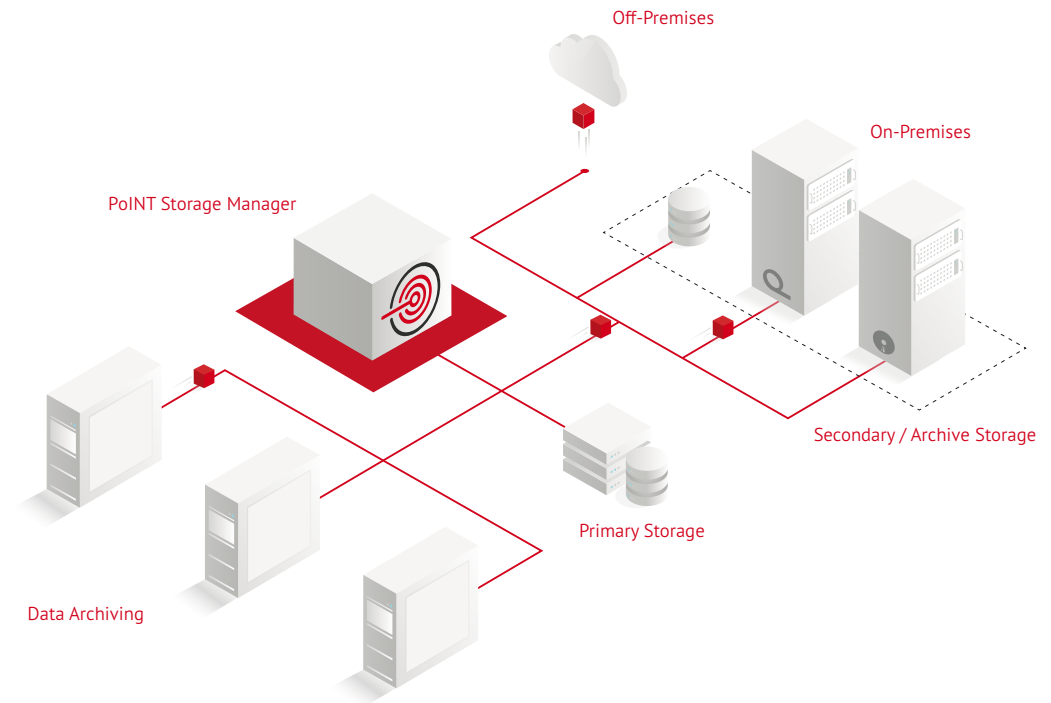 Off-Premises
On-Premises
PoINT Storage Manager
Secondary / Archive Storage
Primary Storage
Data Archiving